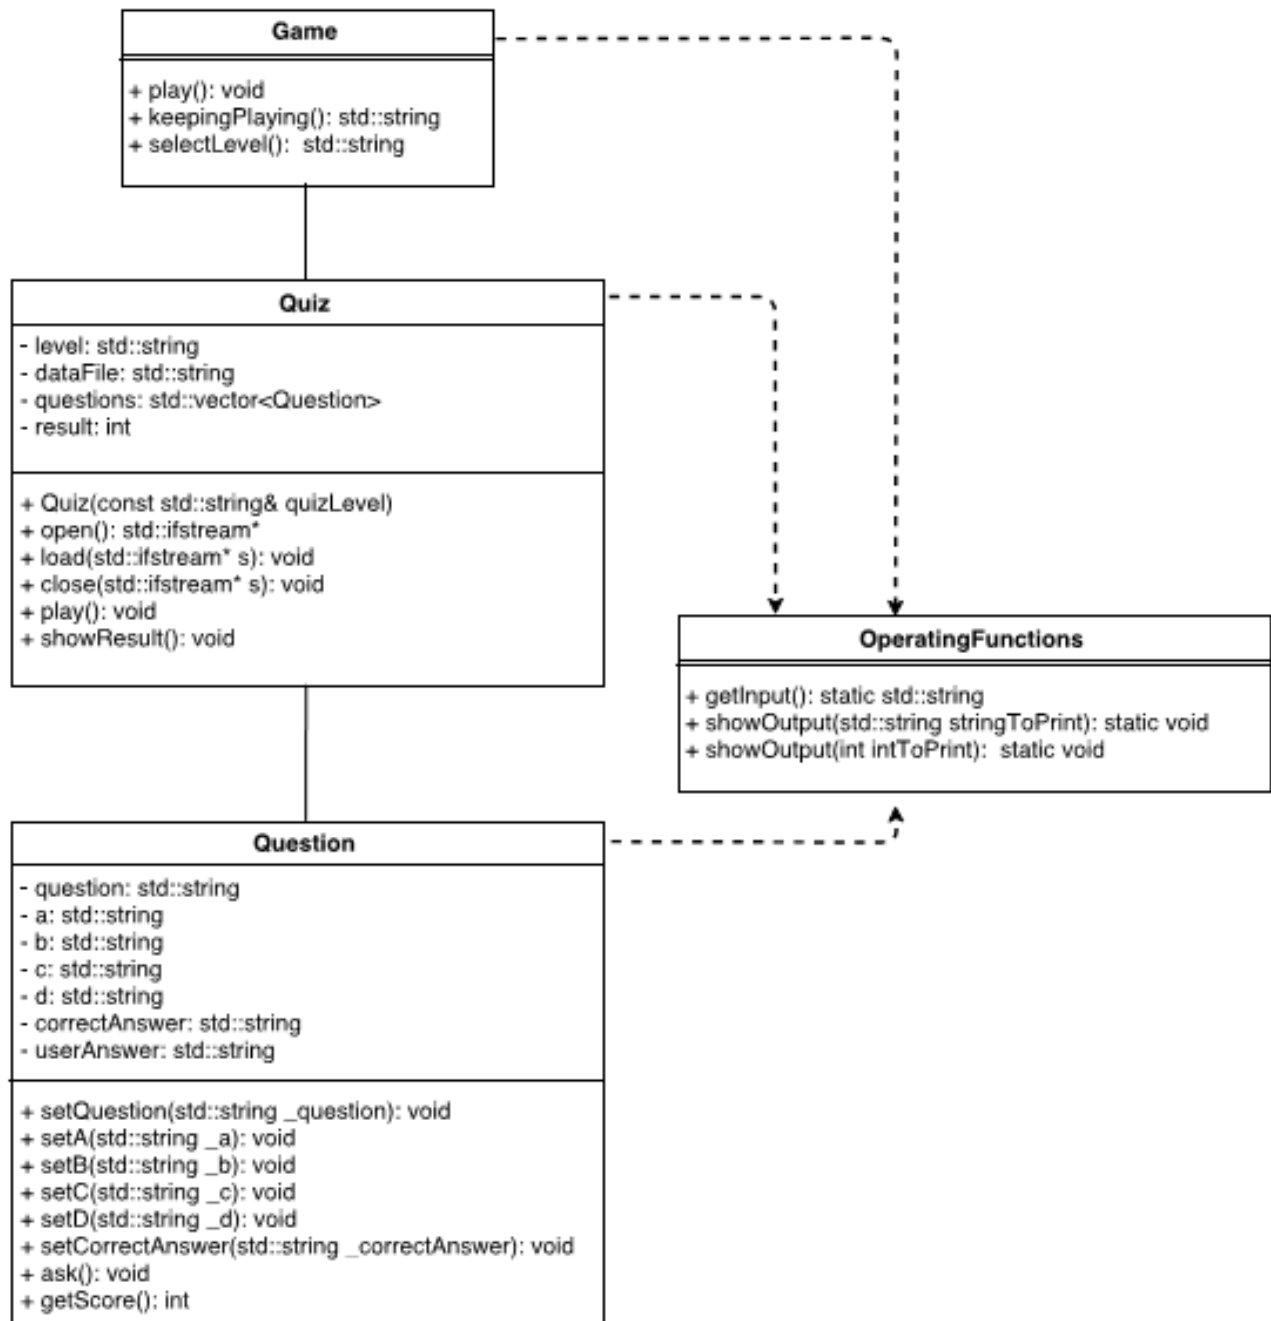 Game
+ play(): void
+ keepingPlaying(): std::string
+ selectLevel():  std::string
Quiz
- level: std::string
- dataFile: std::string
- questions: std::vector<Question>
- result: int
+ Quiz(const std::string& quizLevel)
+ open(): std::ifstream*
+ load(std::ifstream* s): void
+ close(std::ifstream* s): void
+ play(): void
+ showResult(): void
OperatingFunctions
+ getInput(): static std::string
+ showOutput(std::string stringToPrint): static void
+ showOutput(int intToPrint):  static void
Question
- question: std::string
- a: std::string
- b: std::string
- c: std::string
- d: std::string
- correctAnswer: std::string
- userAnswer: std::string
+ setQuestion(std::string _question): void
+ setA(std::string _a): void
+ setB(std::string _b): void
+ setC(std::string _c): void
+ setD(std::string _d): void
+ setCorrectAnswer(std::string _correctAnswer): void
+ ask(): void
+ getScore(): int